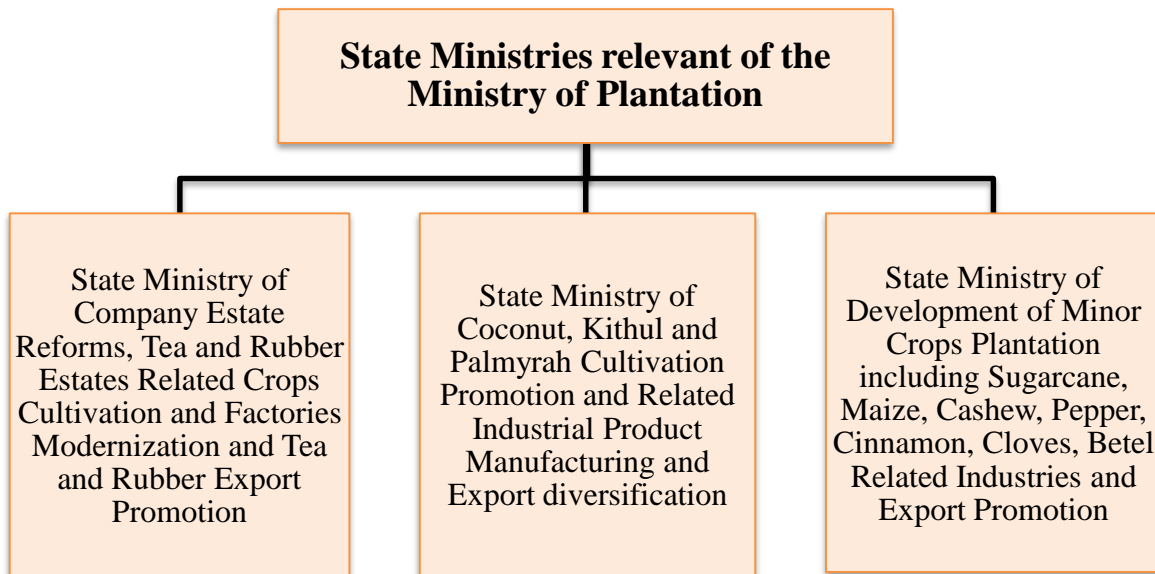 State Ministries relevant of the
Ministry of Plantation
State Ministry of
Company Estate
Reforms, Tea and Rubber
Estates Related Crops
Cultivation and Factories
Modernization and Tea
and Rubber Export
Promotion
State Ministry of
Coconut, Kithul and
Palmyrah Cultivation
Promotion and Related
Industrial Product
Manufacturing and
Export diversification
State Ministry of
Development of Minor
Crops Plantation
including Sugarcane,
Maize, Cashew, Pepper,
Cinnamon, Cloves, Betel
Related Industries and
Export Promotion